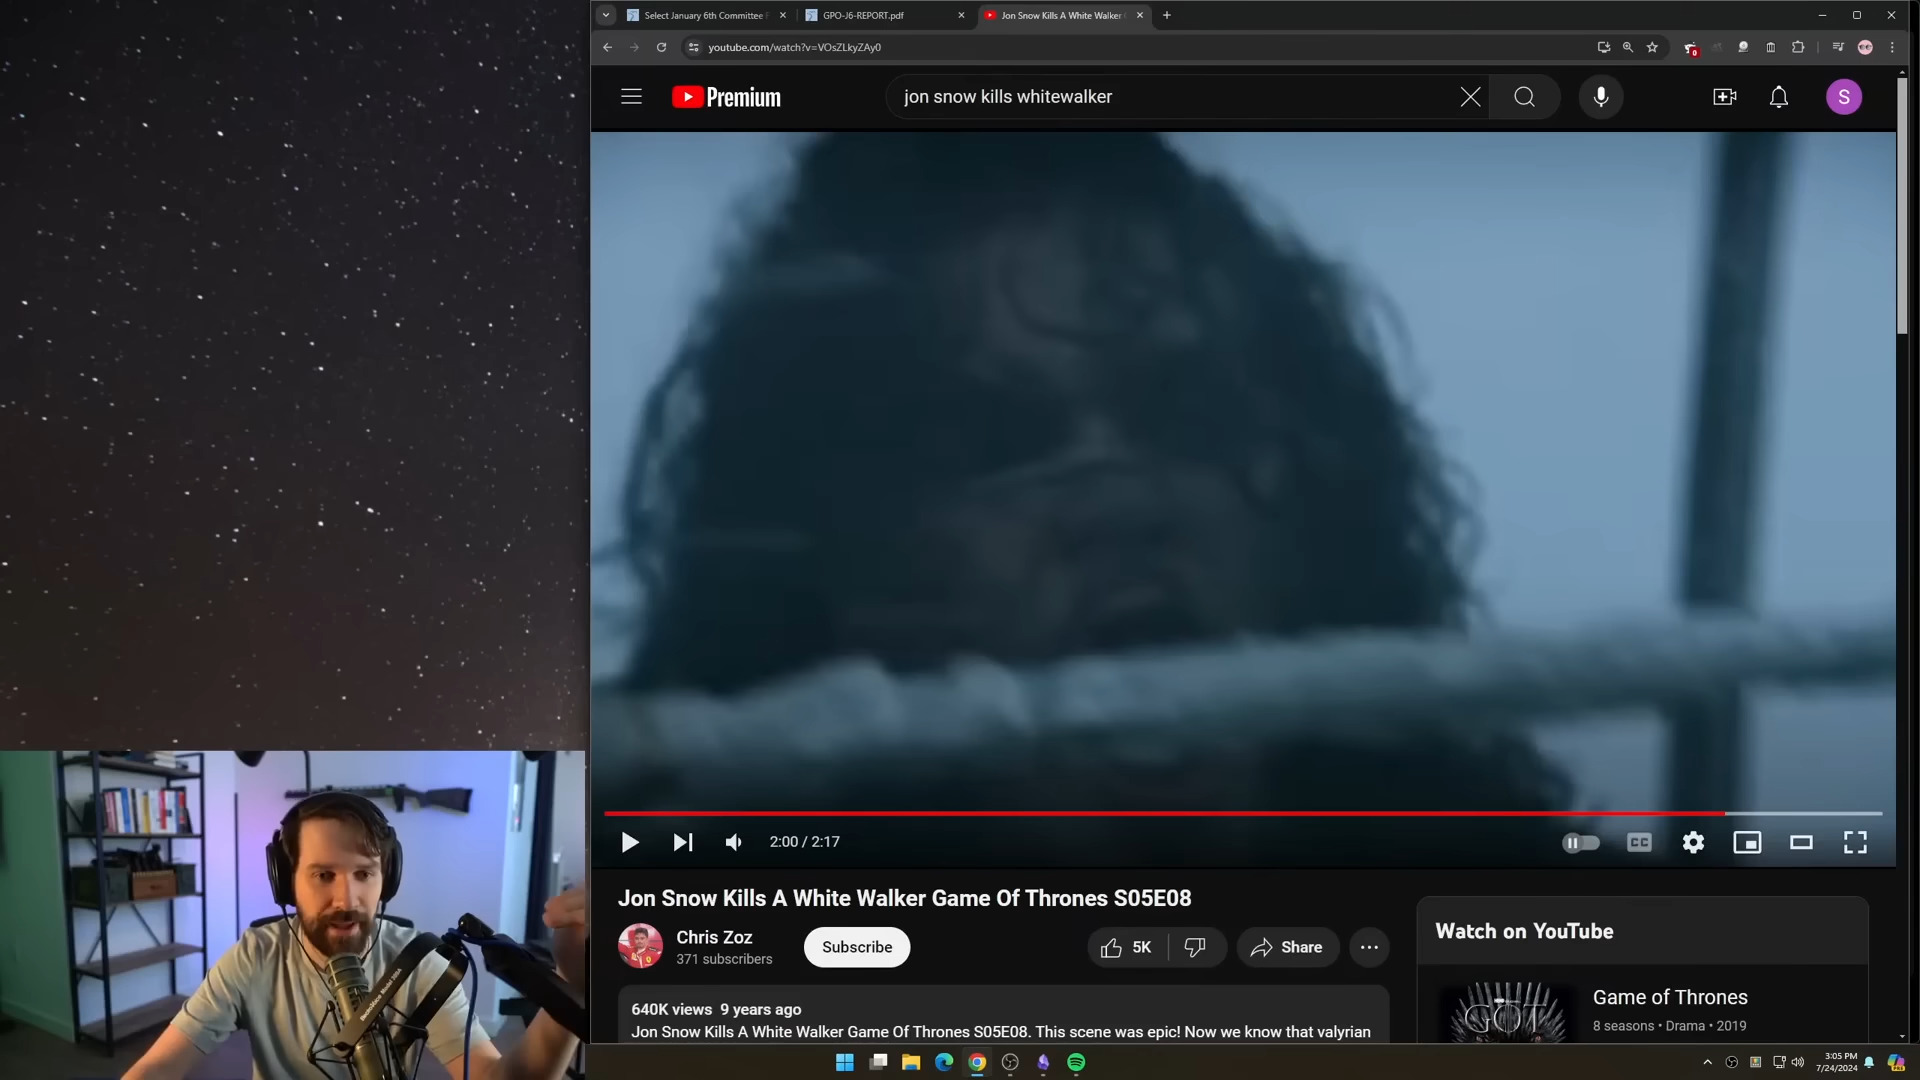 Select January 6th Committee F
GPO-J6-REPORT.pdf
Jon Snow Kills A White Walker
youtube.com/watch?v=VOsZLkyZAy0
0
Premium
jon snow kills whitewalker
S
2:00 / 2:17
CC
Jon Snow Kills A White Walker Game Of Thrones S05E08
Chris Zoz
371 subscribers
Subscribe
5K
Share
Watch on YouTube
640K views 9 years ago
Jon Snow Kills A White Walker Game Of Thrones S05E08. This scene was epic! Now we know that valyrian
GOT
Game of Thrones
8 seasons • Drama • 2019
3:05 PM
7/24/2024